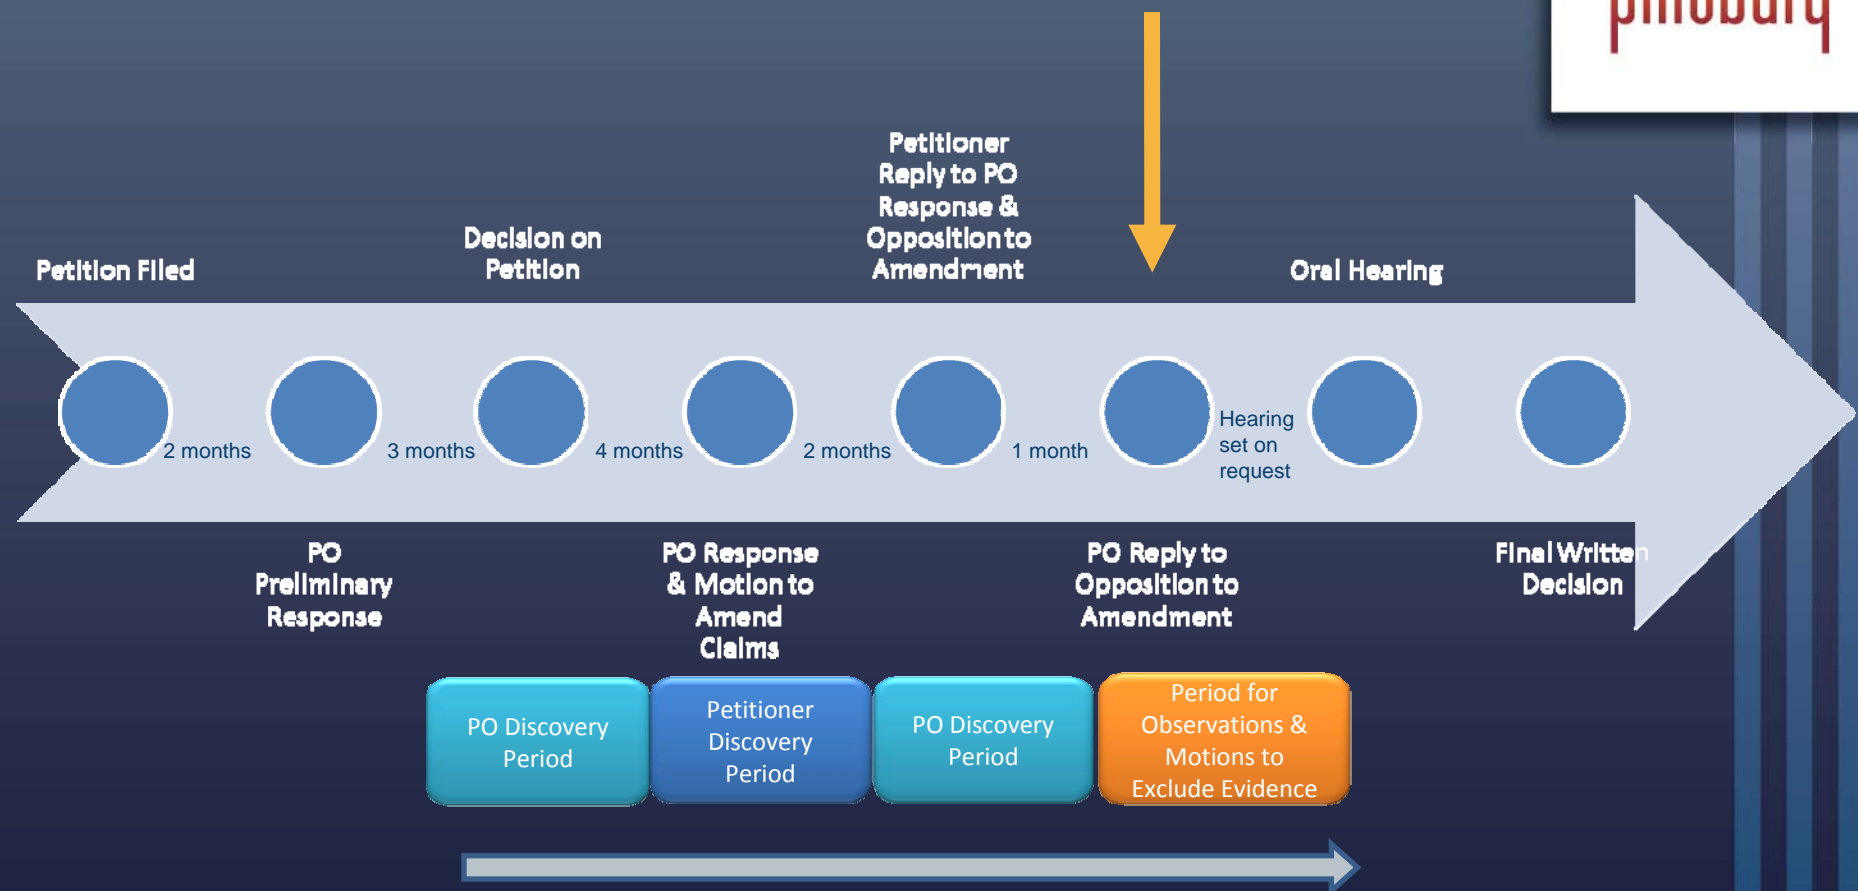 Petitioner
Reply to PO
Response &
Opposition to
Amendment
Decision on
Petition
Petition Filed
Oral Hearing
2 months
3 months
4 months
2 months
1 month
Hearing
set on
request
PO
Preliminary
Response
PO Response
& Motion to
Amend
Claims
PO Reply to
Opposition to
Amendment
Final Written
Decision
PO Discovery
Period
Petitioner
Discovery
Period
PO Discovery
Period
Period for
Observations &
Motions to
Exclude Evidence